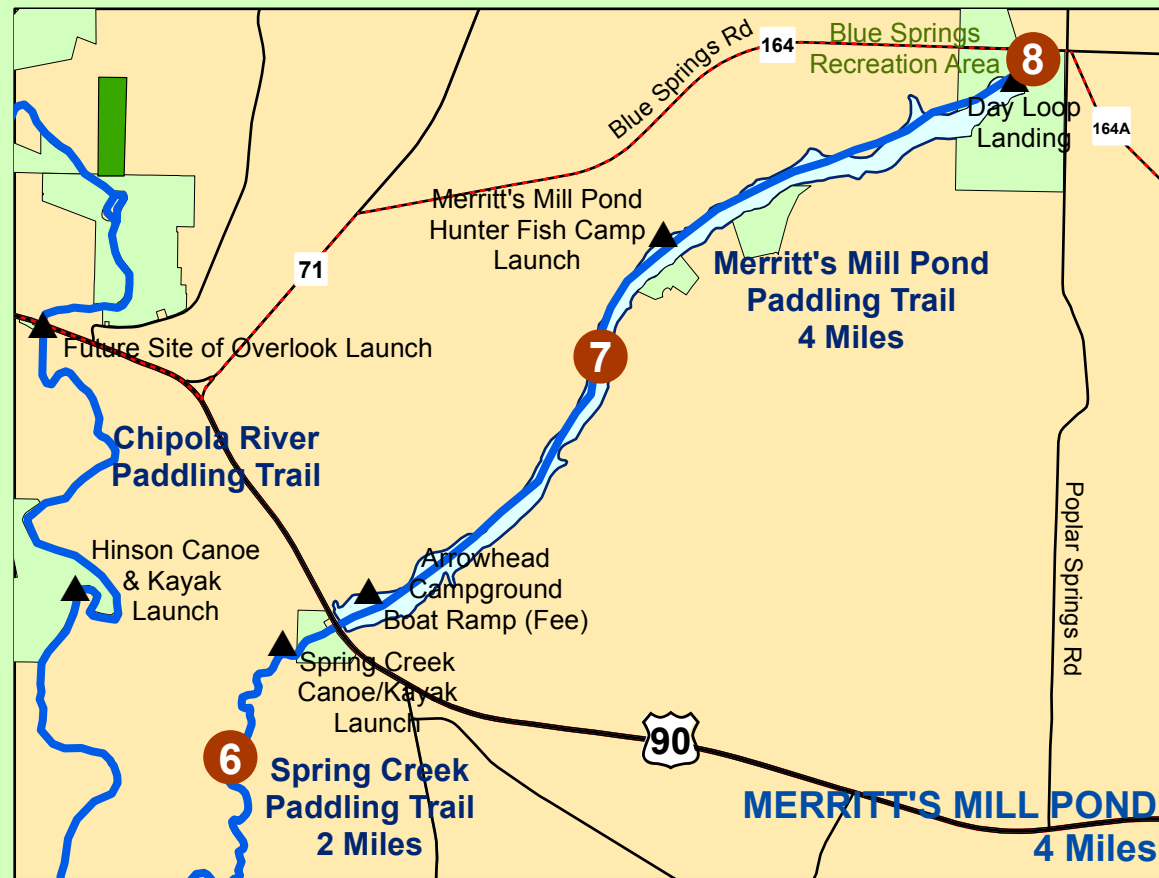 Blue Springs Rd
164
Blue Springs
Recreation Area
8
Day Loop
Landing
164A
Merritt's Mill Pond
Hunter Fish Camp
Launch
71
Merritt's Mill Pond
Paddling Trail
4 Miles
Future Site of Overlook Launch
7
Chipola River
Paddling Trail
Poplar Springs Rd
Hinson Canoe
& Kayak
Launch
Arrowhead
Campground
Boat Ramp (Fee)
Spring Creek
Canoe/Kayak
Launch
90
6
Spring Creek
Paddling Trail
2 Miles
MERRITT'S MILL POND
4 Miles